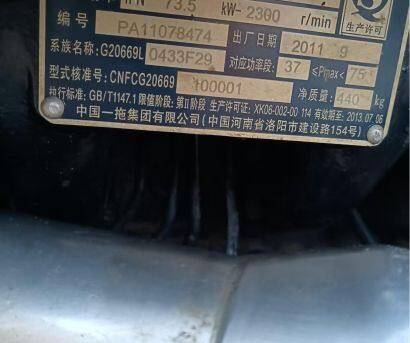 73.5 kW-2300 r/min
编号 PA11078474 出厂日期 2011 9 生产许可
系族名称:G20669L 0433F29 对应功率段: 37 ≤Pmax< 75
型式核准号:CNFCG20669 100001 净质量: 440 kg
执行标准: GB/T1147.1 限值阶段: 第Ⅱ阶段 生产许可证: XK06-002-00 114 有效期至: 2013.07.06
中国一拖集团有限公司(中国河南省洛阳市建设路154号)